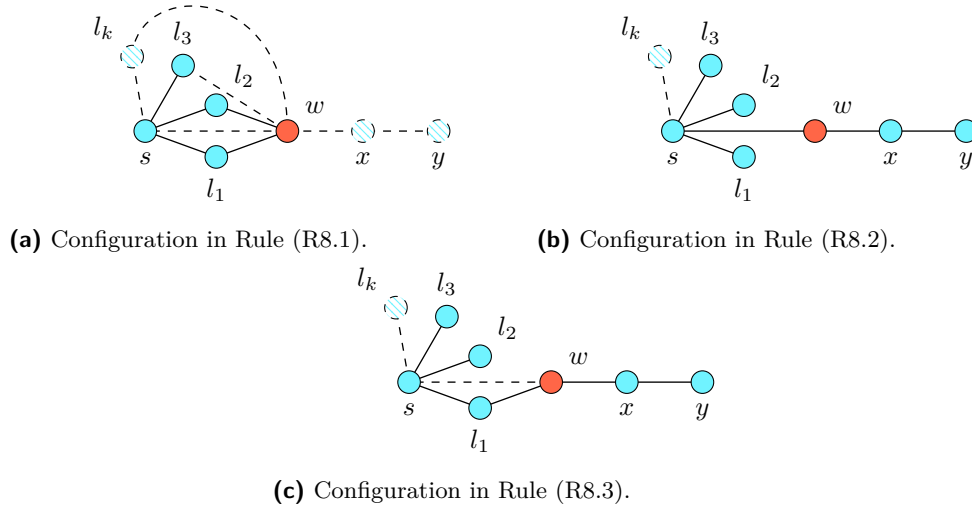 l_k
l_3
l_2
w
s
x
y
l_1
(a) Configuration in Rule (R8.1).
l_k
l_3
l_2
w
s
x
y
l_1
(b) Configuration in Rule (R8.2).
l_k
l_3
l_2
w
s
x
y
l_1
(c) Configuration in Rule (R8.3).